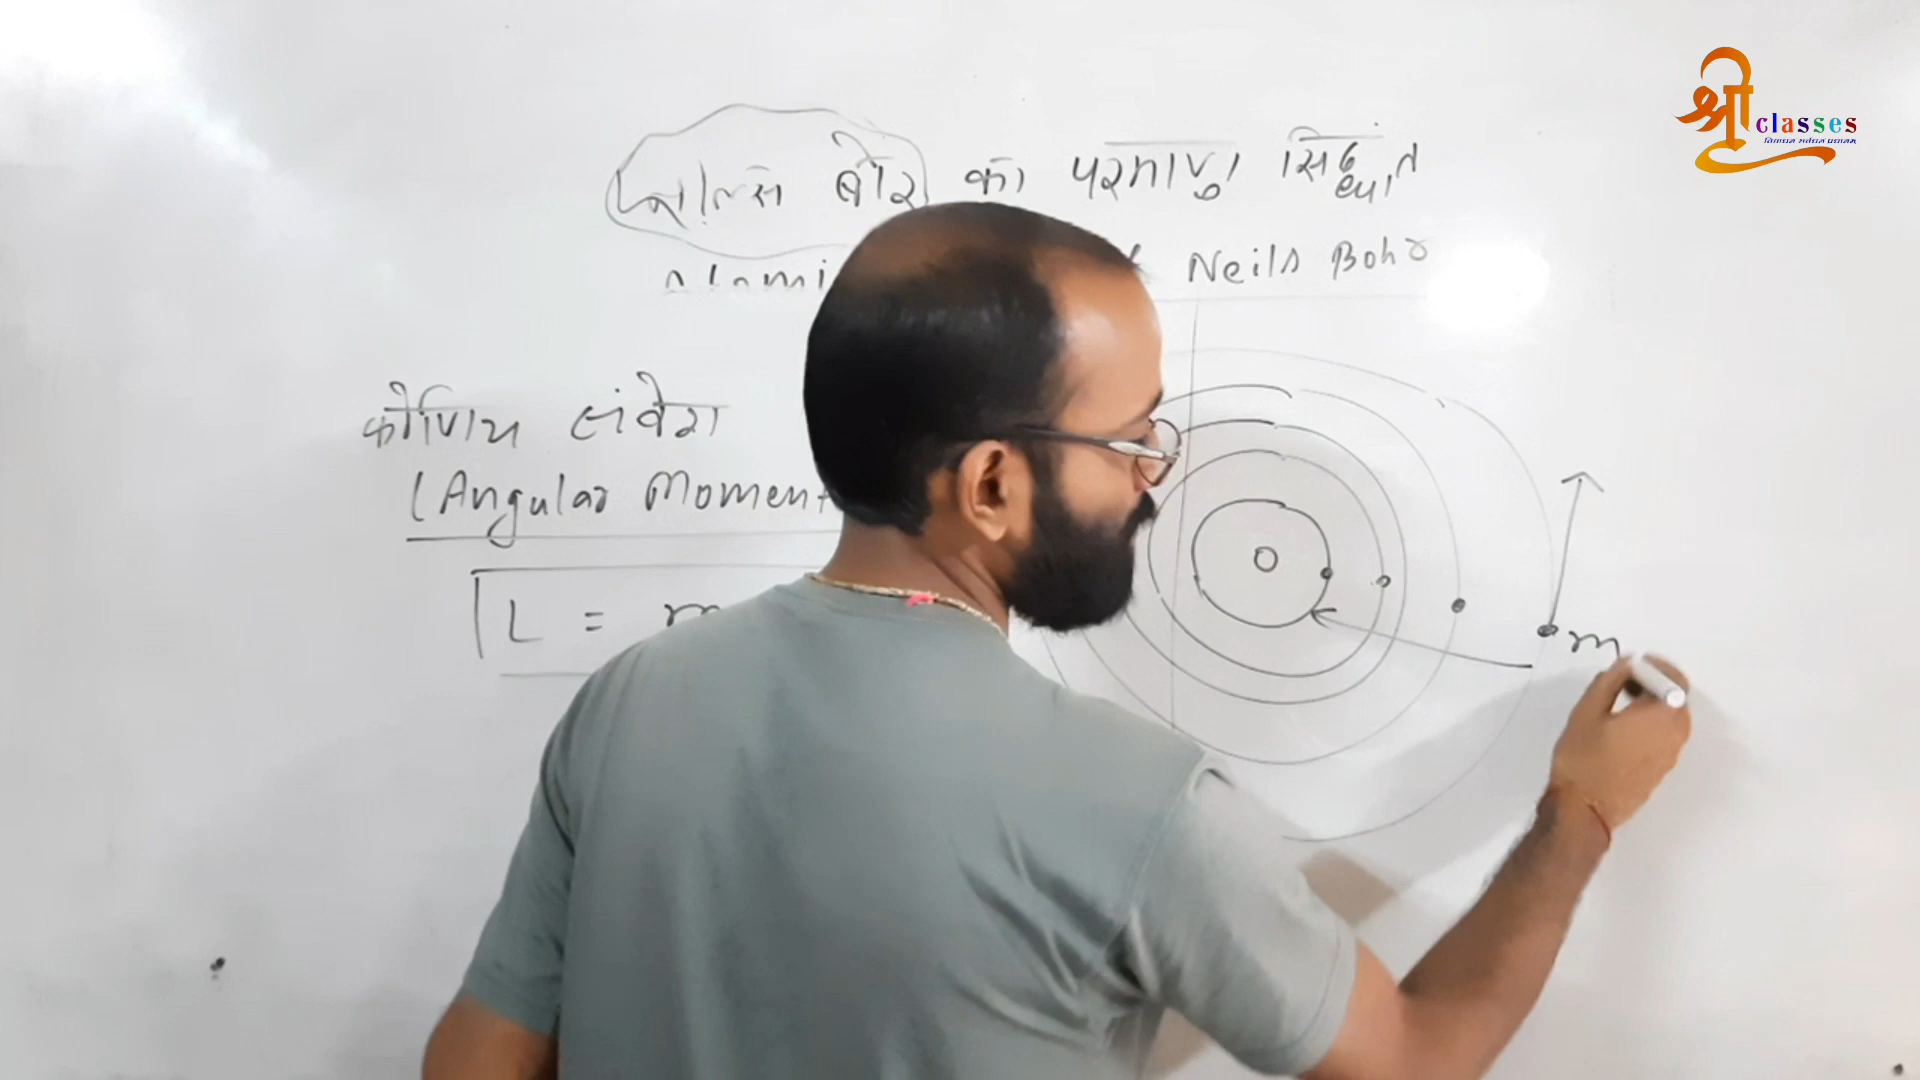 श्री classes
नील्स बोर का परमाणु सिद्धान्त
Neils Bohr
कोणिय संवेग
(Angular Moment
L = m
m